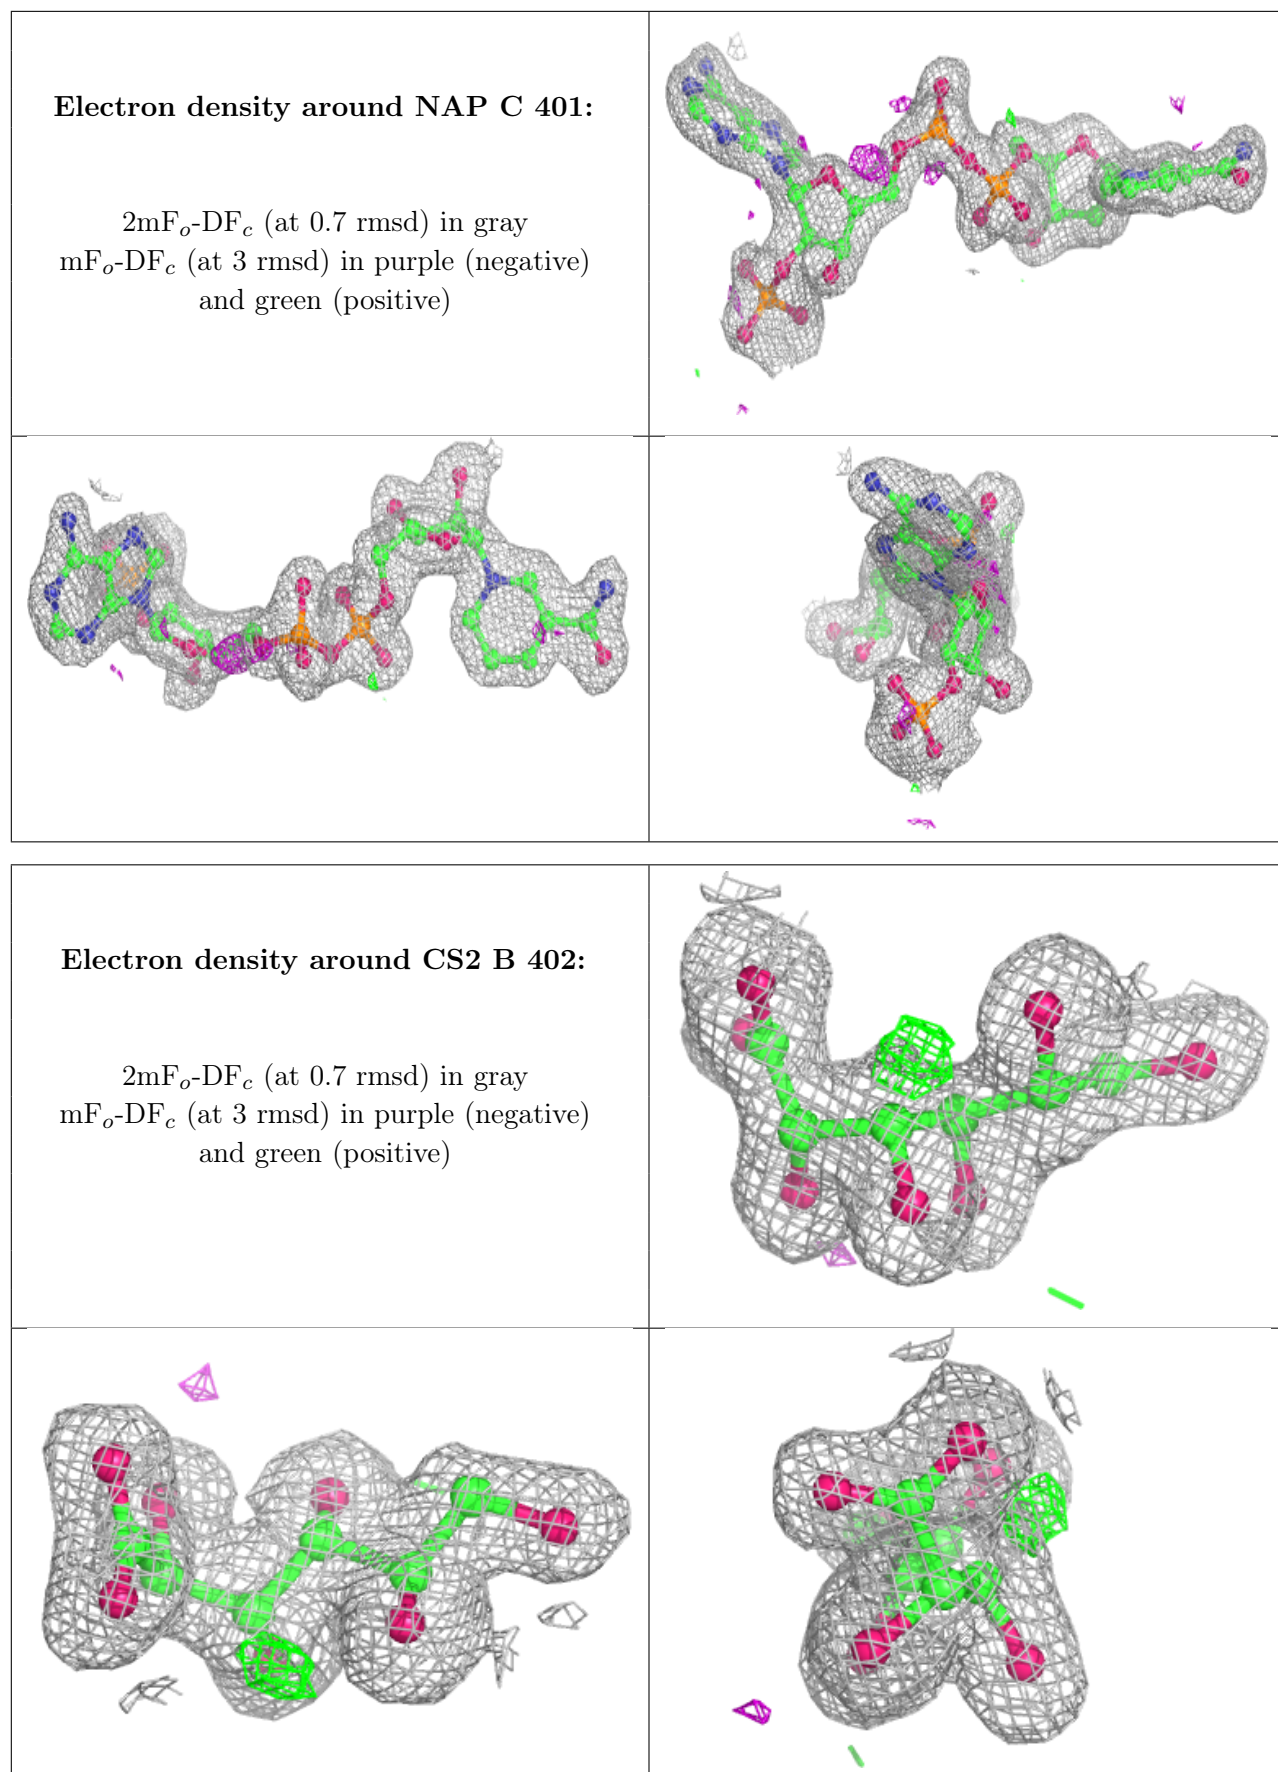 Electron density around NAP C 401:
2mFo-DFc (at 0.7 rmsd) in gray
mFo-DFc (at 3 rmsd) in purple (negative)
and green (positive)
Electron density around CS2 B 402:
2mFo-DFc (at 0.7 rmsd) in gray
mFo-DFc (at 3 rmsd) in purple (negative)
and green (positive)